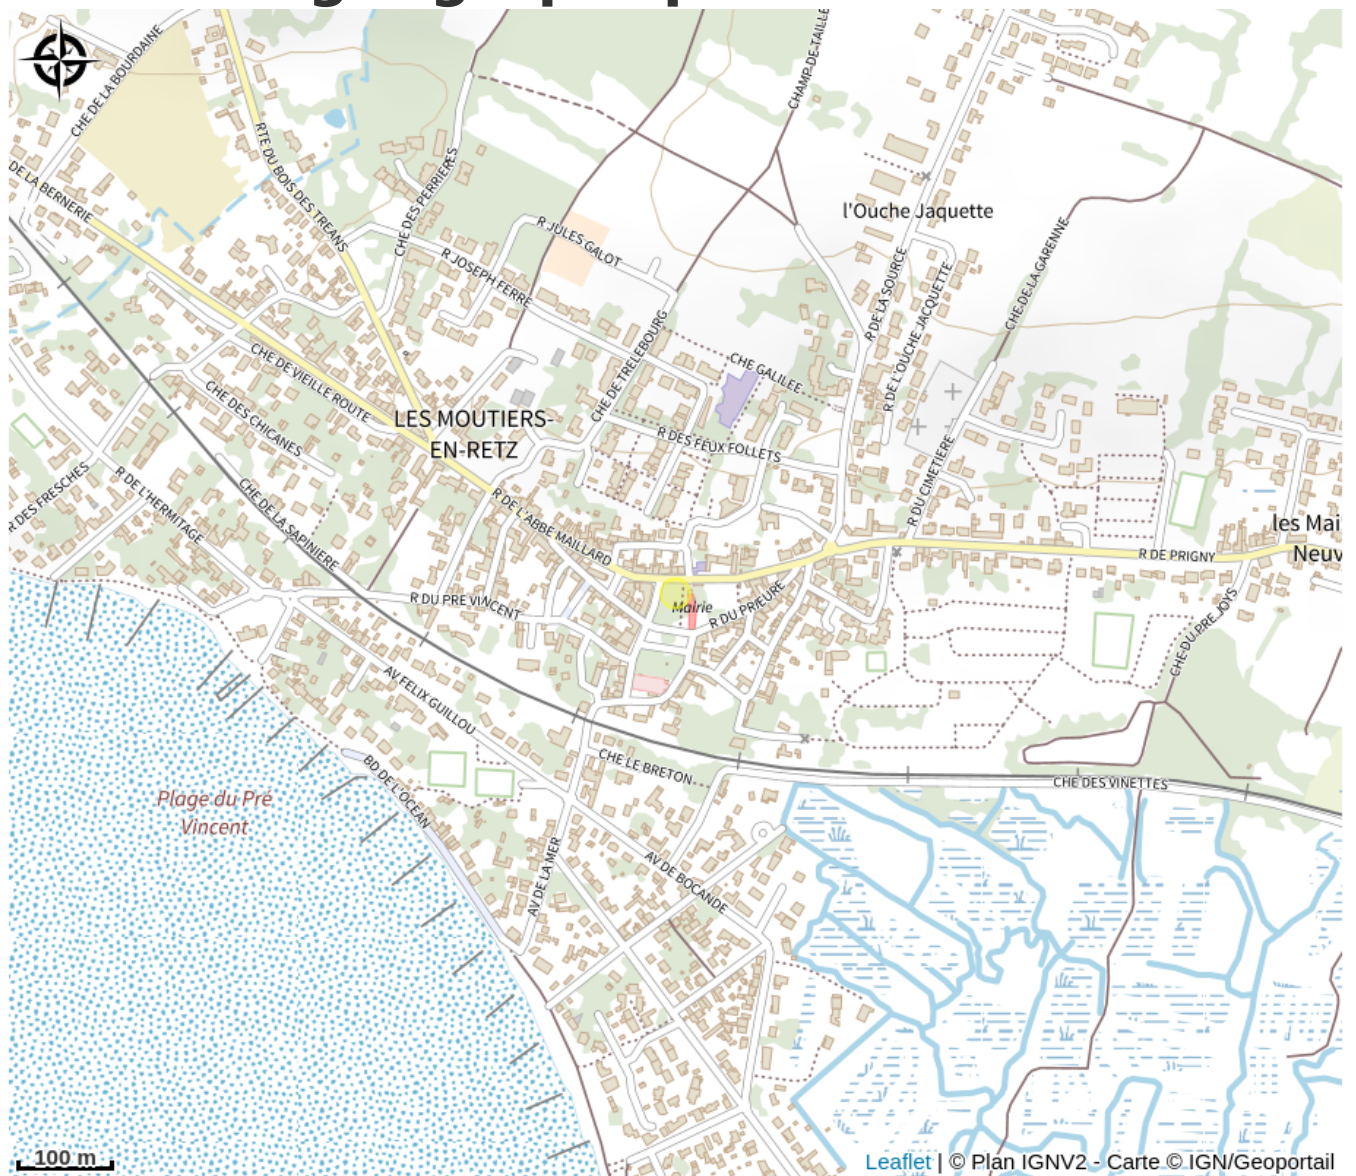 CHE DE LA BOURDAINE
CHAMP-DE-TAILLE
RTE DU BOIS DES TREANS
DE LA BERNERIE
CHE DES PERRIERES
l'Ouche Jaquette
R JULES GALOT
R JOSEPH FERRE
R DE LA SOURCE
CHE DE LA GARENNE
R DE L'OUCHE JACQUETTE
CHE DE TRELEBOURG
CHE GALILEE
CHE DE VIEILLE ROUTE
CHE DES CHICANES
LES MOUTIERS-
EN-RETZ
R DES FEUX FOLLETS
R DU CIMETIERE
R DES FRESCHES
R DE L'HERMITAGE
CHE DE LA SAPINIERE
R DE L'ABBE MAILLARD
les Mai
Neuv
R DE PRIGNY
R DU PRE VINCENT
Mairie
R DU PRIEURE
CHE-DU-PRE JOYS
AV FELIX GUILLOU
BD DE L'OCEAN
CHE LE BRETON
CHE DES VINETTES
Plage du Pré
Vincent
AV DE LA MER
AV DE BOCANDE
100 m
Leaflet | © Plan IGNV2 - Carte © IGN/Geoportail